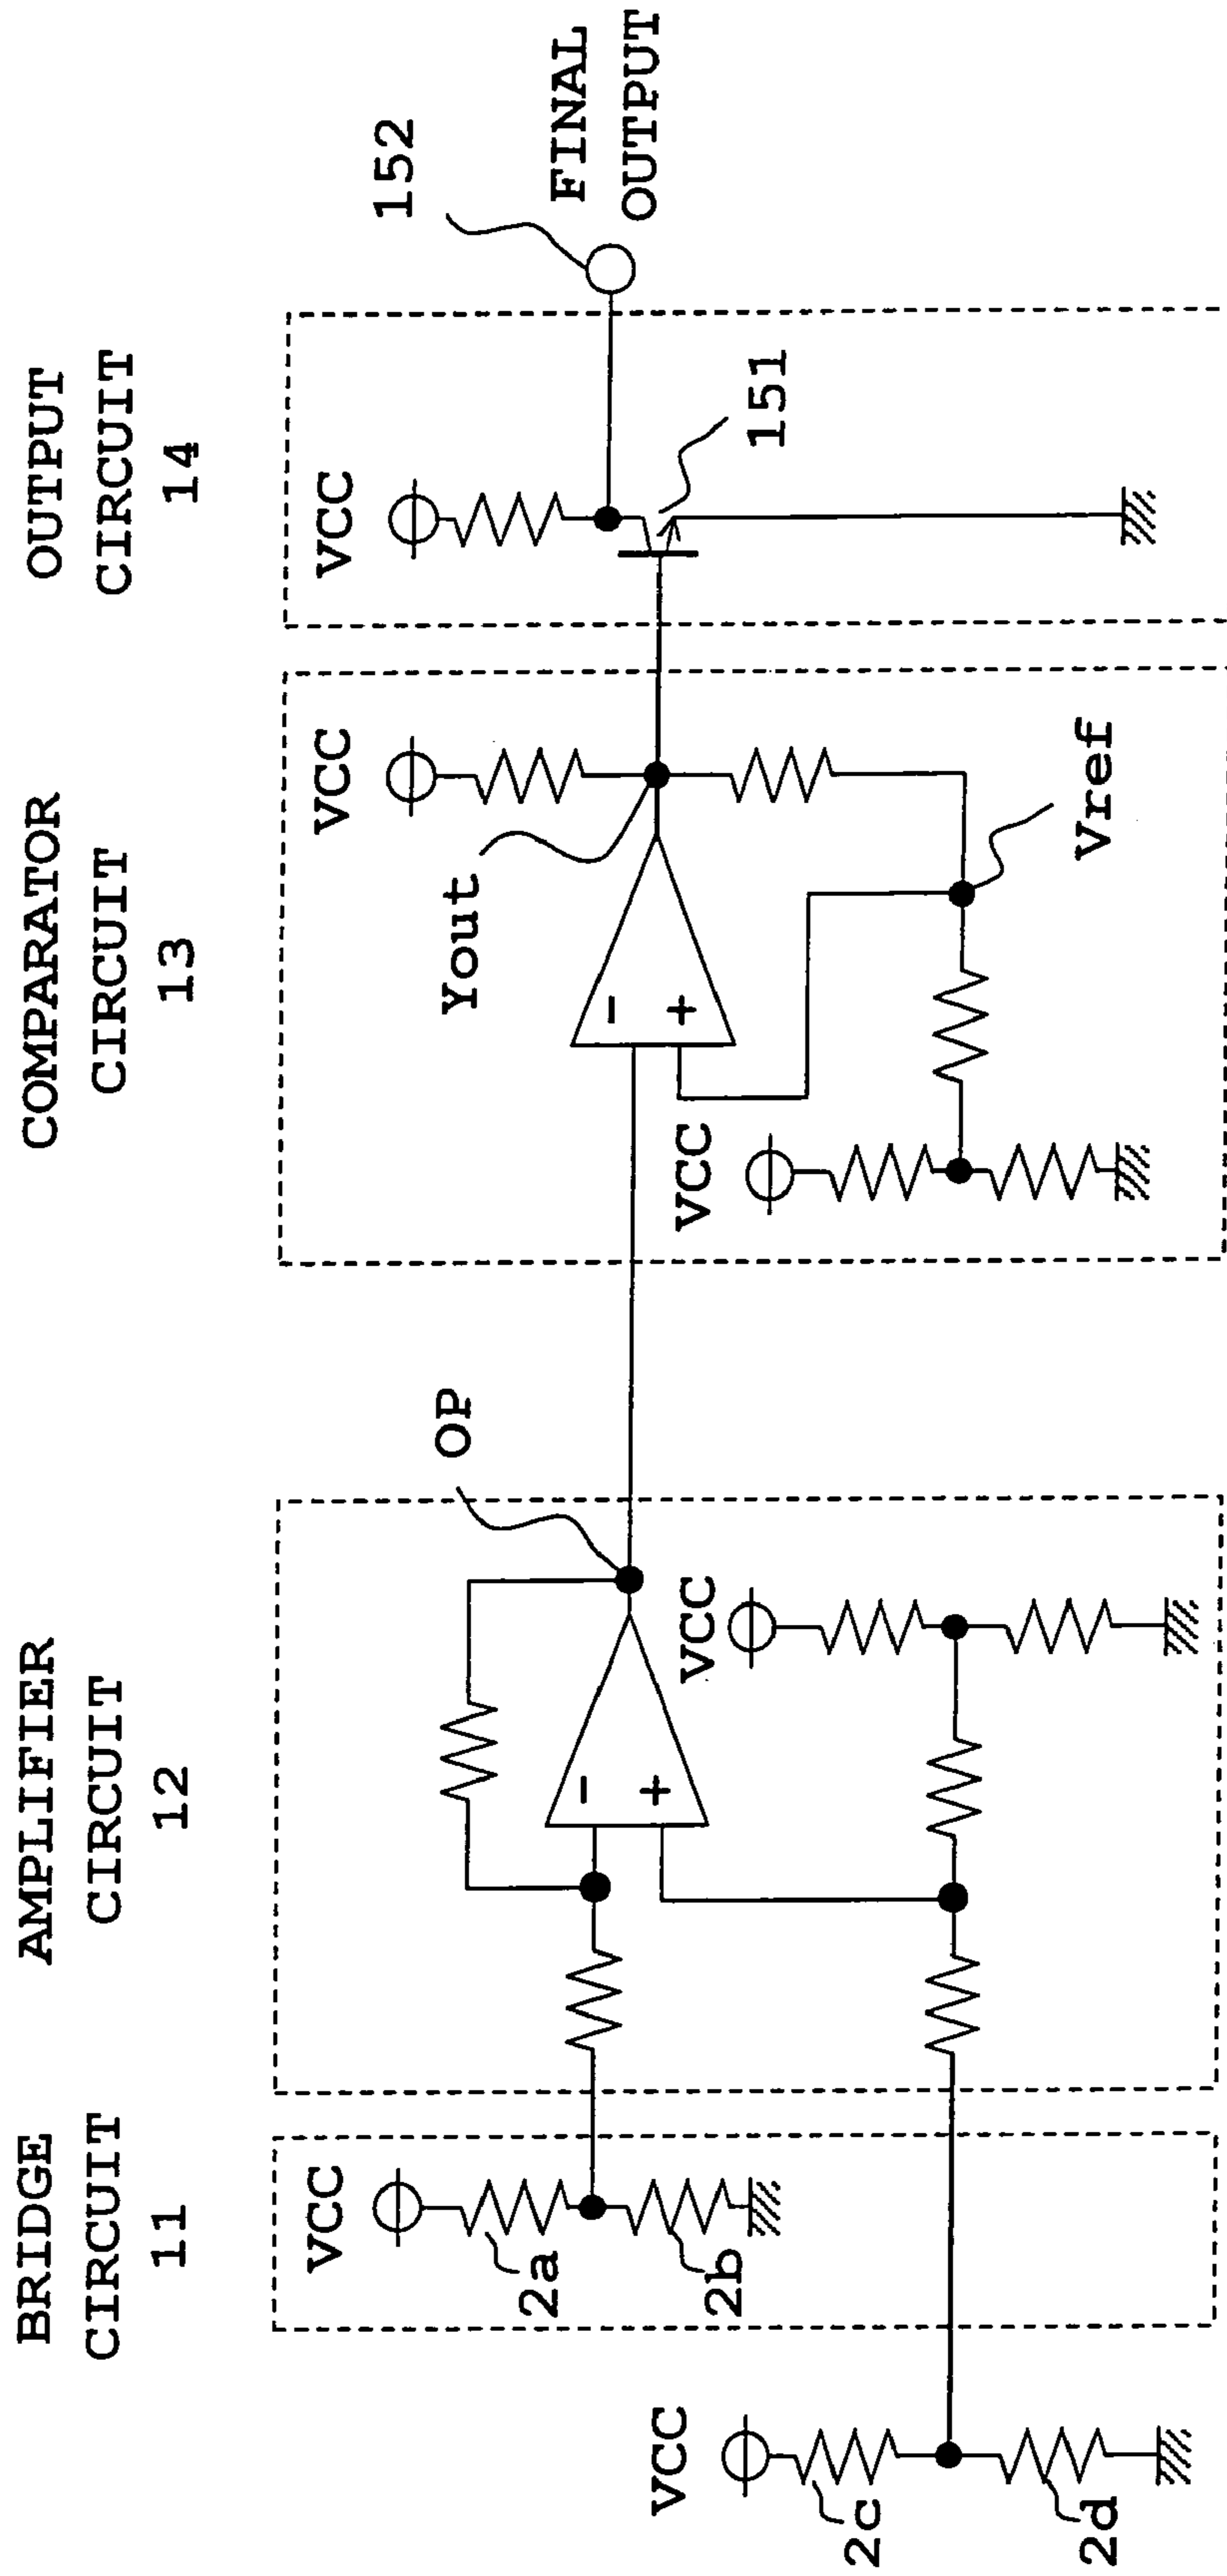 BRIDGE
CIRCUIT
11
AMPLIFIER
CIRCUIT
12
COMPARATOR
CIRCUIT
13
OUTPUT
CIRCUIT
14
VCC
2a
2b
VCC
2c
2d
-
+
VCC
OP
-
+
VCC
Yout
VCC
Vref
VCC
151
152
FINAL
OUTPUT